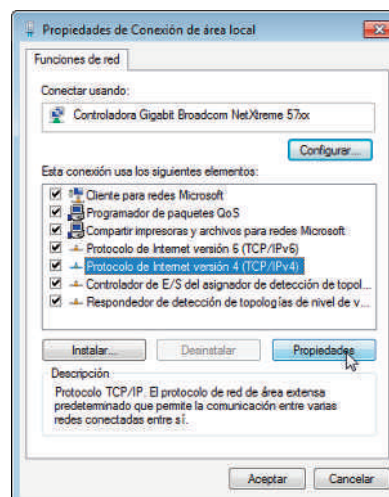 Propiedades de Conexión de área local
Funciones de red
Conectar usando:
Controladora Gigabit Broadcom NetXtreme 57xx
Configurar...
Esta conexión usa los siguientes elementos:
Cliente para redes Microsoft
Programador de paquetes QoS
Compartir impresoras y archivos para redes Microsoft
Protocolo de Internet versión 6 (TCP/IPv6)
Protocolo de Internet versión 4 (TCP/IPv4)
Controlador de E/S del asignador de detección de topol...
Respondedor de detección de topologías de nivel de v...
Instalar... Desinstalar Propiedades
Descripción
Protocolo TCP/IP. El protocolo de red de área extensa
predeterminado que permite la comunicación entre varias
redes conectadas entre sí.
Aceptar Cancelar